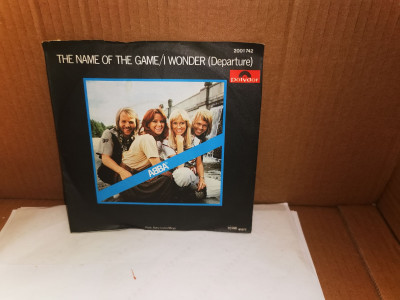 2001 742
THE NAME OF THE GAME/I WONDER (Departure)
polydor
ABBA